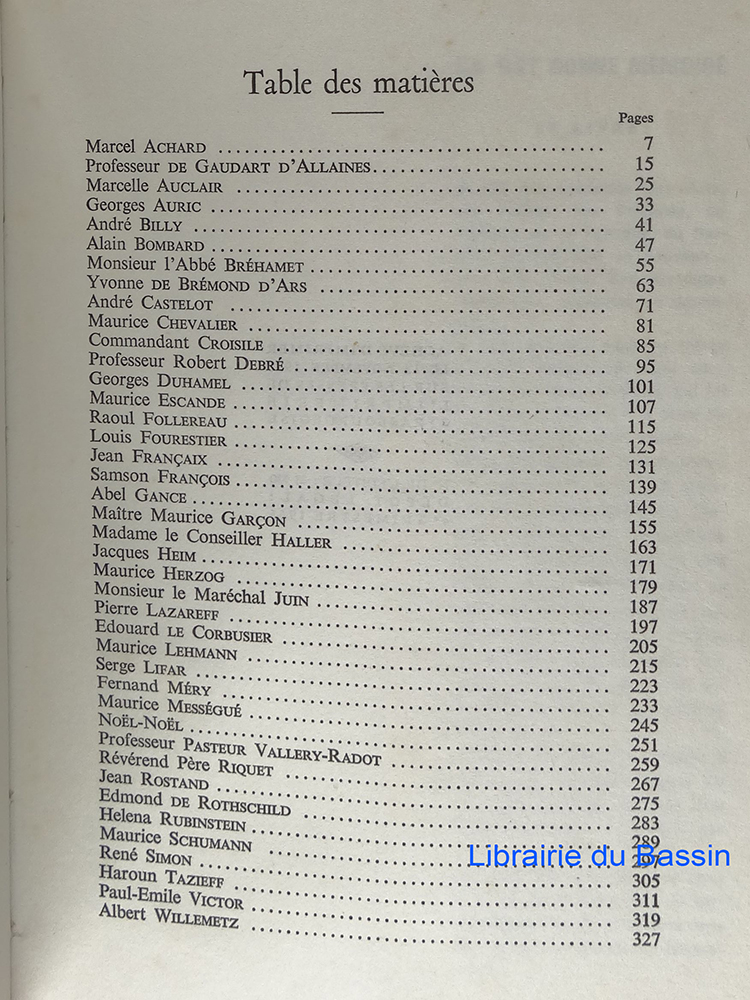 Table des matières
Pages
Marcel ACHARD 7
Professeur DE GAUDART D'ALLAINES 15
Marcelle AUCLAIR 25
Georges AURIC 33
André BILLY 41
Alain BOMBARD 47
Monsieur l'Abbé BRÉHAMET 55
Yvonne DE BRÉMOND D'ARS 63
André CASTELOT 71
Maurice CHEVALIER 81
Commandant CROISILE 85
Professeur Robert DEBRÉ 95
Georges DUHAMEL 101
Maurice ESCANDE 107
Raoul FOLLEREAU 115
Louis FOURESTIER 125
Jean FRANÇAIX 131
Samson FRANÇOIS 139
Abel GANCE 145
Maître Maurice GARÇON 155
Madame le Conseiller HALLER 163
Jacques HEIM 171
Maurice HERZOG 179
Monsieur le Maréchal JUIN 187
Pierre LAZAREFF 197
Edouard LE CORBUSIER 205
Maurice LEHMANN 215
Serge LIFAR 223
Fernand MÉRY 233
Maurice MESSÉGUÉ 245
NOËL-NOËL 251
Professeur PASTEUR VALLERY-RADOT 259
Révérend Père RIQUET 267
Jean ROSTAND 275
Edmond DE ROTHSCHILD 283
Helena RUBINSTEIN 289
Maurice SCHUMANN 297
René SIMON 305
Haroun TAZIEFF 311
Paul-Emile VICTOR 319
Albert WILLEMETZ 327
Librairie du Bassin